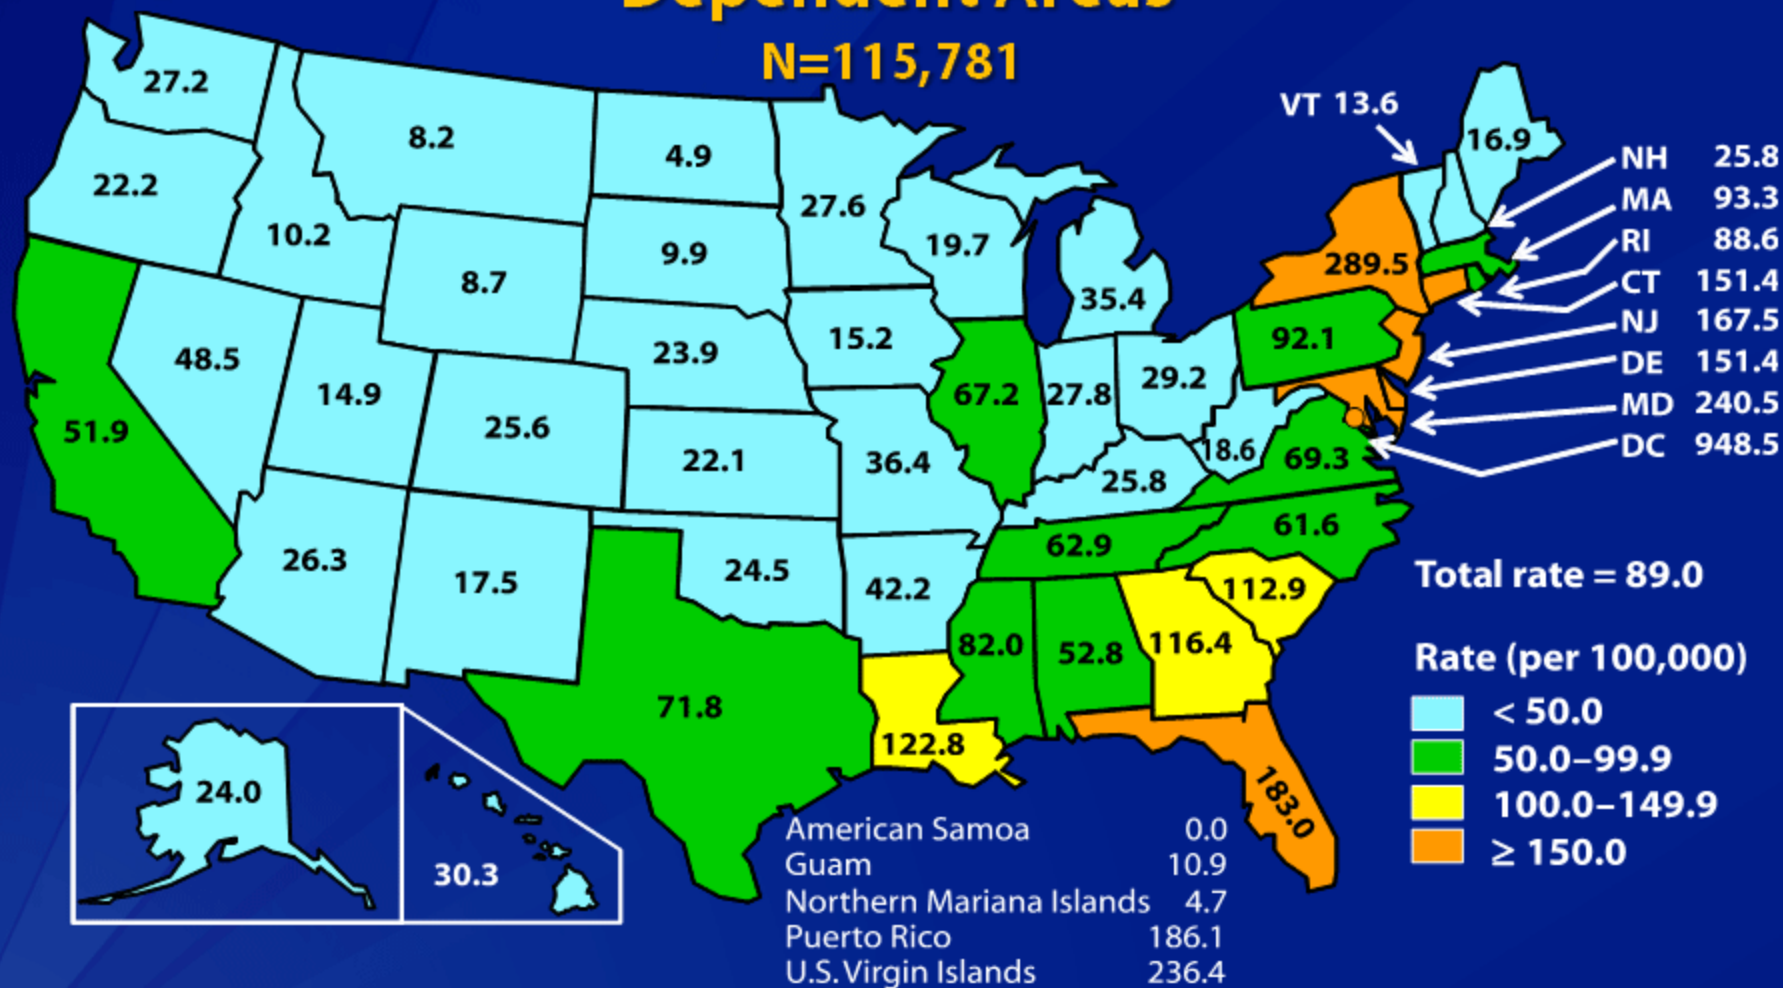 Dependent Areas
N=115,781
VT 13.6
27.2
8.2
4.9
16.9
NH 25.8
22.2
27.6
MA 93.3
10.2
9.9
19.7
RI 88.6
8.7
35.4
289.5
CT 151.4
48.5
14.9
23.9
15.2
92.1
NJ 167.5
51.9
25.6
67.2
27.8
29.2
DE 151.4
22.1
36.4
18.6
69.3
MD 240.5
25.8
DC 948.5
26.3
17.5
24.5
62.9
61.6
42.2
112.9
Total rate = 89.0
82.0
52.8
116.4
Rate (per 100,000)
71.8
122.8
< 50.0
50.0–99.9
24.0
183.0
100.0–149.9
30.3
≥ 150.0
American Samoa 0.0
Guam 10.9
Northern Mariana Islands 4.7
Puerto Rico 186.1
U.S. Virgin Islands 236.4